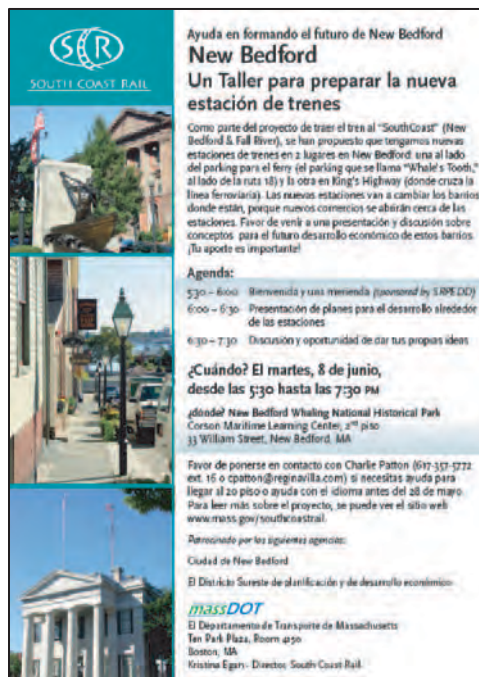 SCR
SOUTH COAST RAIL
Ayuda en formando el futuro de New Bedford
New Bedford
Un Taller para preparar la nueva
estación de trenes
Como parte del proyecto de traer el tren al "SouthCoast" (New
Bedford & Fall River), se han propuesto que tengamos nuevas
estaciones de trenes en 2 lugares en New Bedford: una al lado
del parking para el ferry (el parking que se llama "Whale's Tooth,"
al lado de la ruta 18) y la otra en King's Highway (donde cruza la
línea ferroviaria). Las nuevas estaciones van a cambiar los barrios
donde están, porque nuevos comercios se abrirán cerca de las
estaciones. Favor de venir a una presentación y discusión sobre
conceptos para el futuro desarrollo económico de estos barrios.
¡Tu aporte es importante!
Agenda:
5:30 – 6:00 Bienvenida y una merienda (sponsored by SRPEDD)
6:00 – 6:30 Presentación de planes para el desarrollo alrededor
de las estaciones
6:30 – 7:30 Discusión y oportunidad de dar tus propias ideas
¿Cuándo? El martes, 8 de junio,
desde las 5:30 hasta las 7:30 PM
¿dónde? New Bedford Whaling National Historical Park
Corson Maritime Learning Center, 2nd piso
33 William Street, New Bedford, MA
Favor de ponerse en contacto con Charlie Patton (617-357-5772
ext. 16 o cpatton@reginavilla.com) si necesitas ayuda para
llegar al 2o piso o ayuda con el idioma antes del 28 de mayo.
Para leer más sobre el proyecto, se puede ver el sitio web
www.mass.gov/southcoastrail.
Patrocinado por las siguientes agencias:
Ciudad de New Bedford
El Districto Sureste de planificación y de desarrollo económico
massDOT
El Departamento de Transporte de Massachusetts
Ten Park Plaza, Room 4150
Boston, MA
Kristina Egan - Director, South Coast Rail